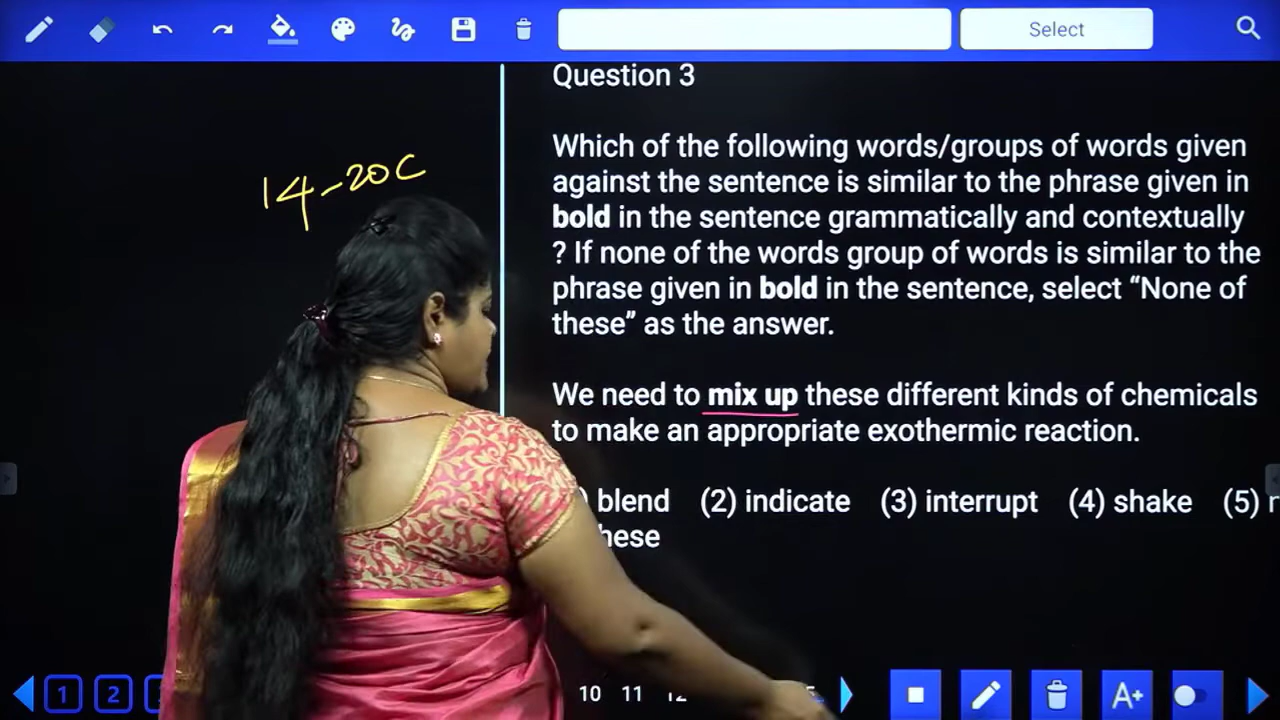 Select
Question 3
14-20C
Which of the following words/groups of words given
against the sentence is similar to the phrase given in
bold in the sentence grammatically and contextually
? If none of the words group of words is similar to the
phrase given in bold in the sentence, select “None of
these” as the answer.
We need to mix up these different kinds of chemicals
to make an appropriate exothermic reaction.
blend (2) indicate (3) interrupt (4) shake (5)
hese
1 2 10 11 12
A+